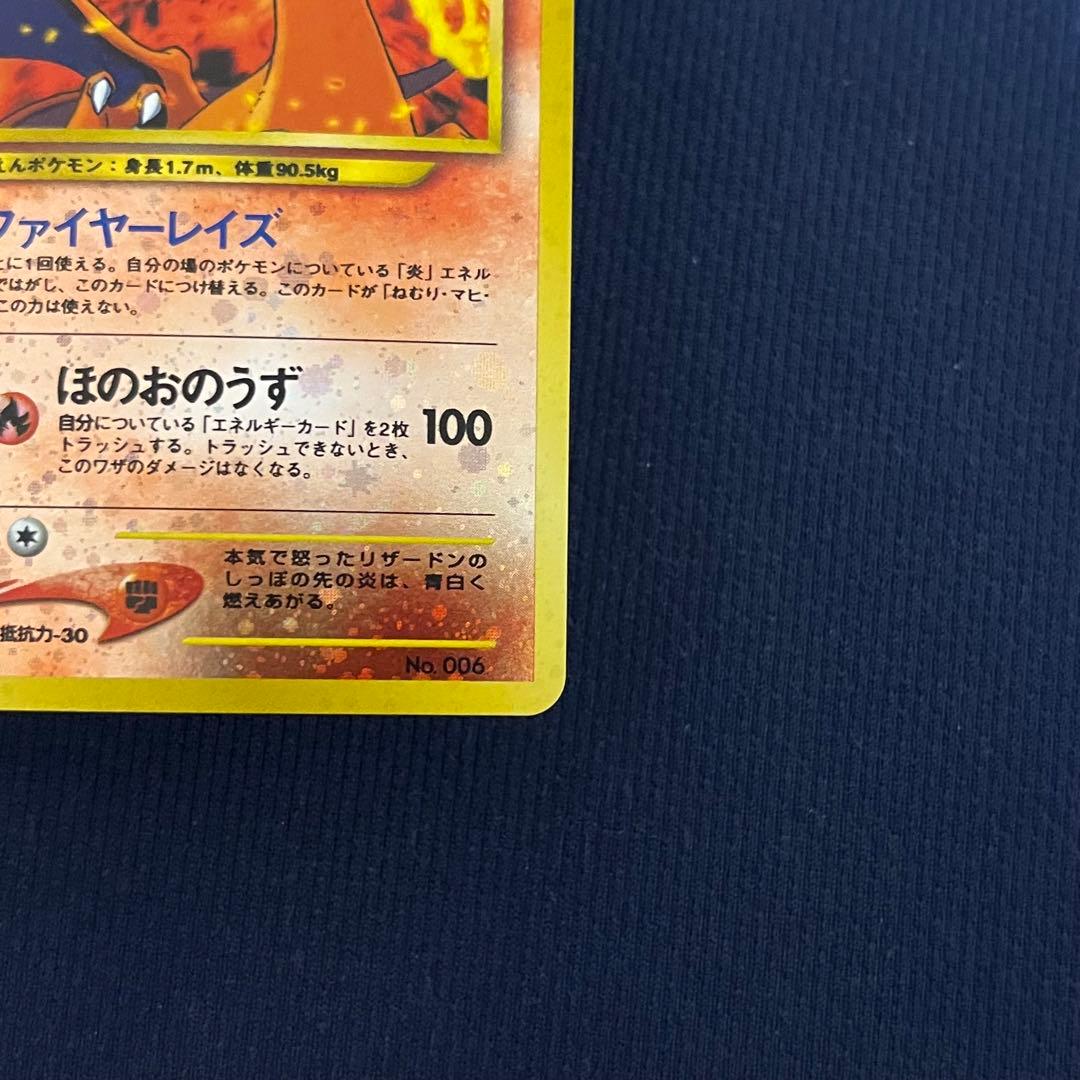 えんポケモン：身長1.7m、体重90.5kg
ファイヤーレイズ
とに1回使える。自分の場のポケモンについている「炎」エネル
ではがし、このカードにつけ替える。このカードが「ねむり・マヒ・
この力は使えない。
ほのおのうず
100
自分についている「エネルギーカード」を2枚
トラッシュする。トラッシュできないとき、
このワザのダメージはなくなる。
本気で怒ったリザードンの
しっぽの先の炎は、青白く
燃えあがる。
抵抗力-30
No. 006